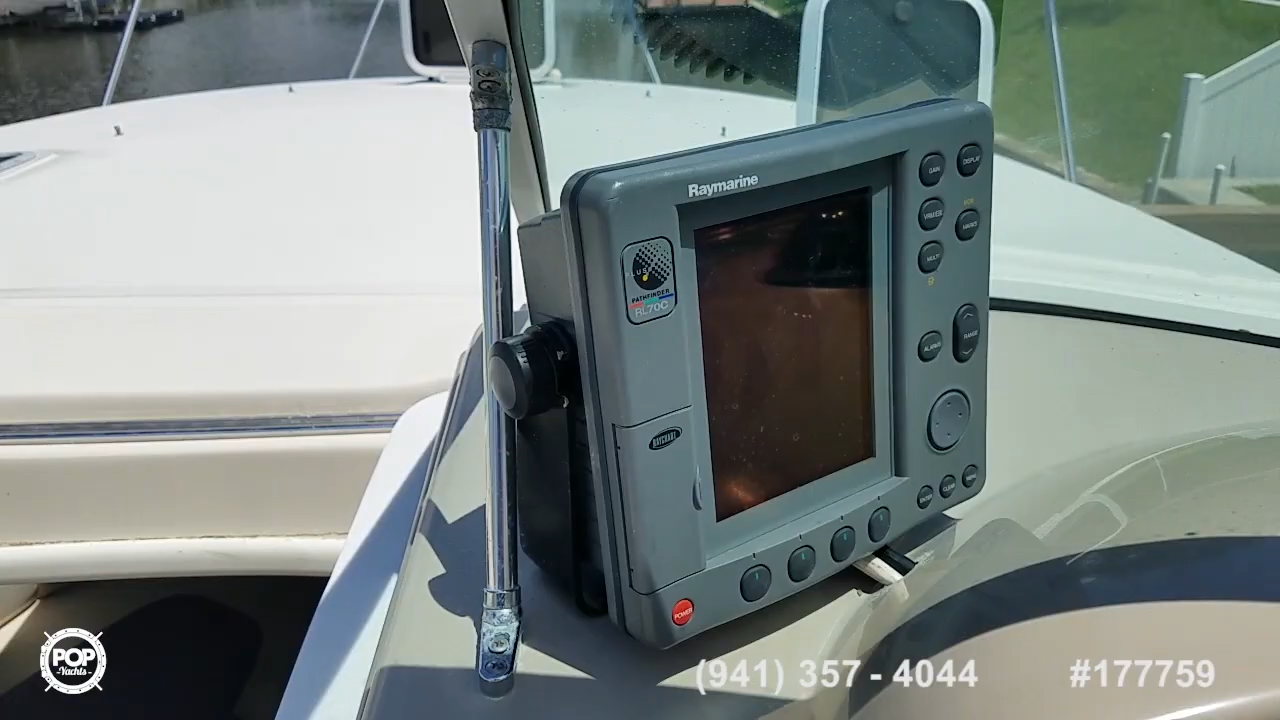 Raymarine
PATHFINDER
RL70C
RAYCHART
GAIN
DISPLAY
VRM/EBL
MARKS
MULTI
ALARMS
RANGE
ENTER
CLEAR
POWER
POP
Yachts
(941) 357 - 4044
#177759